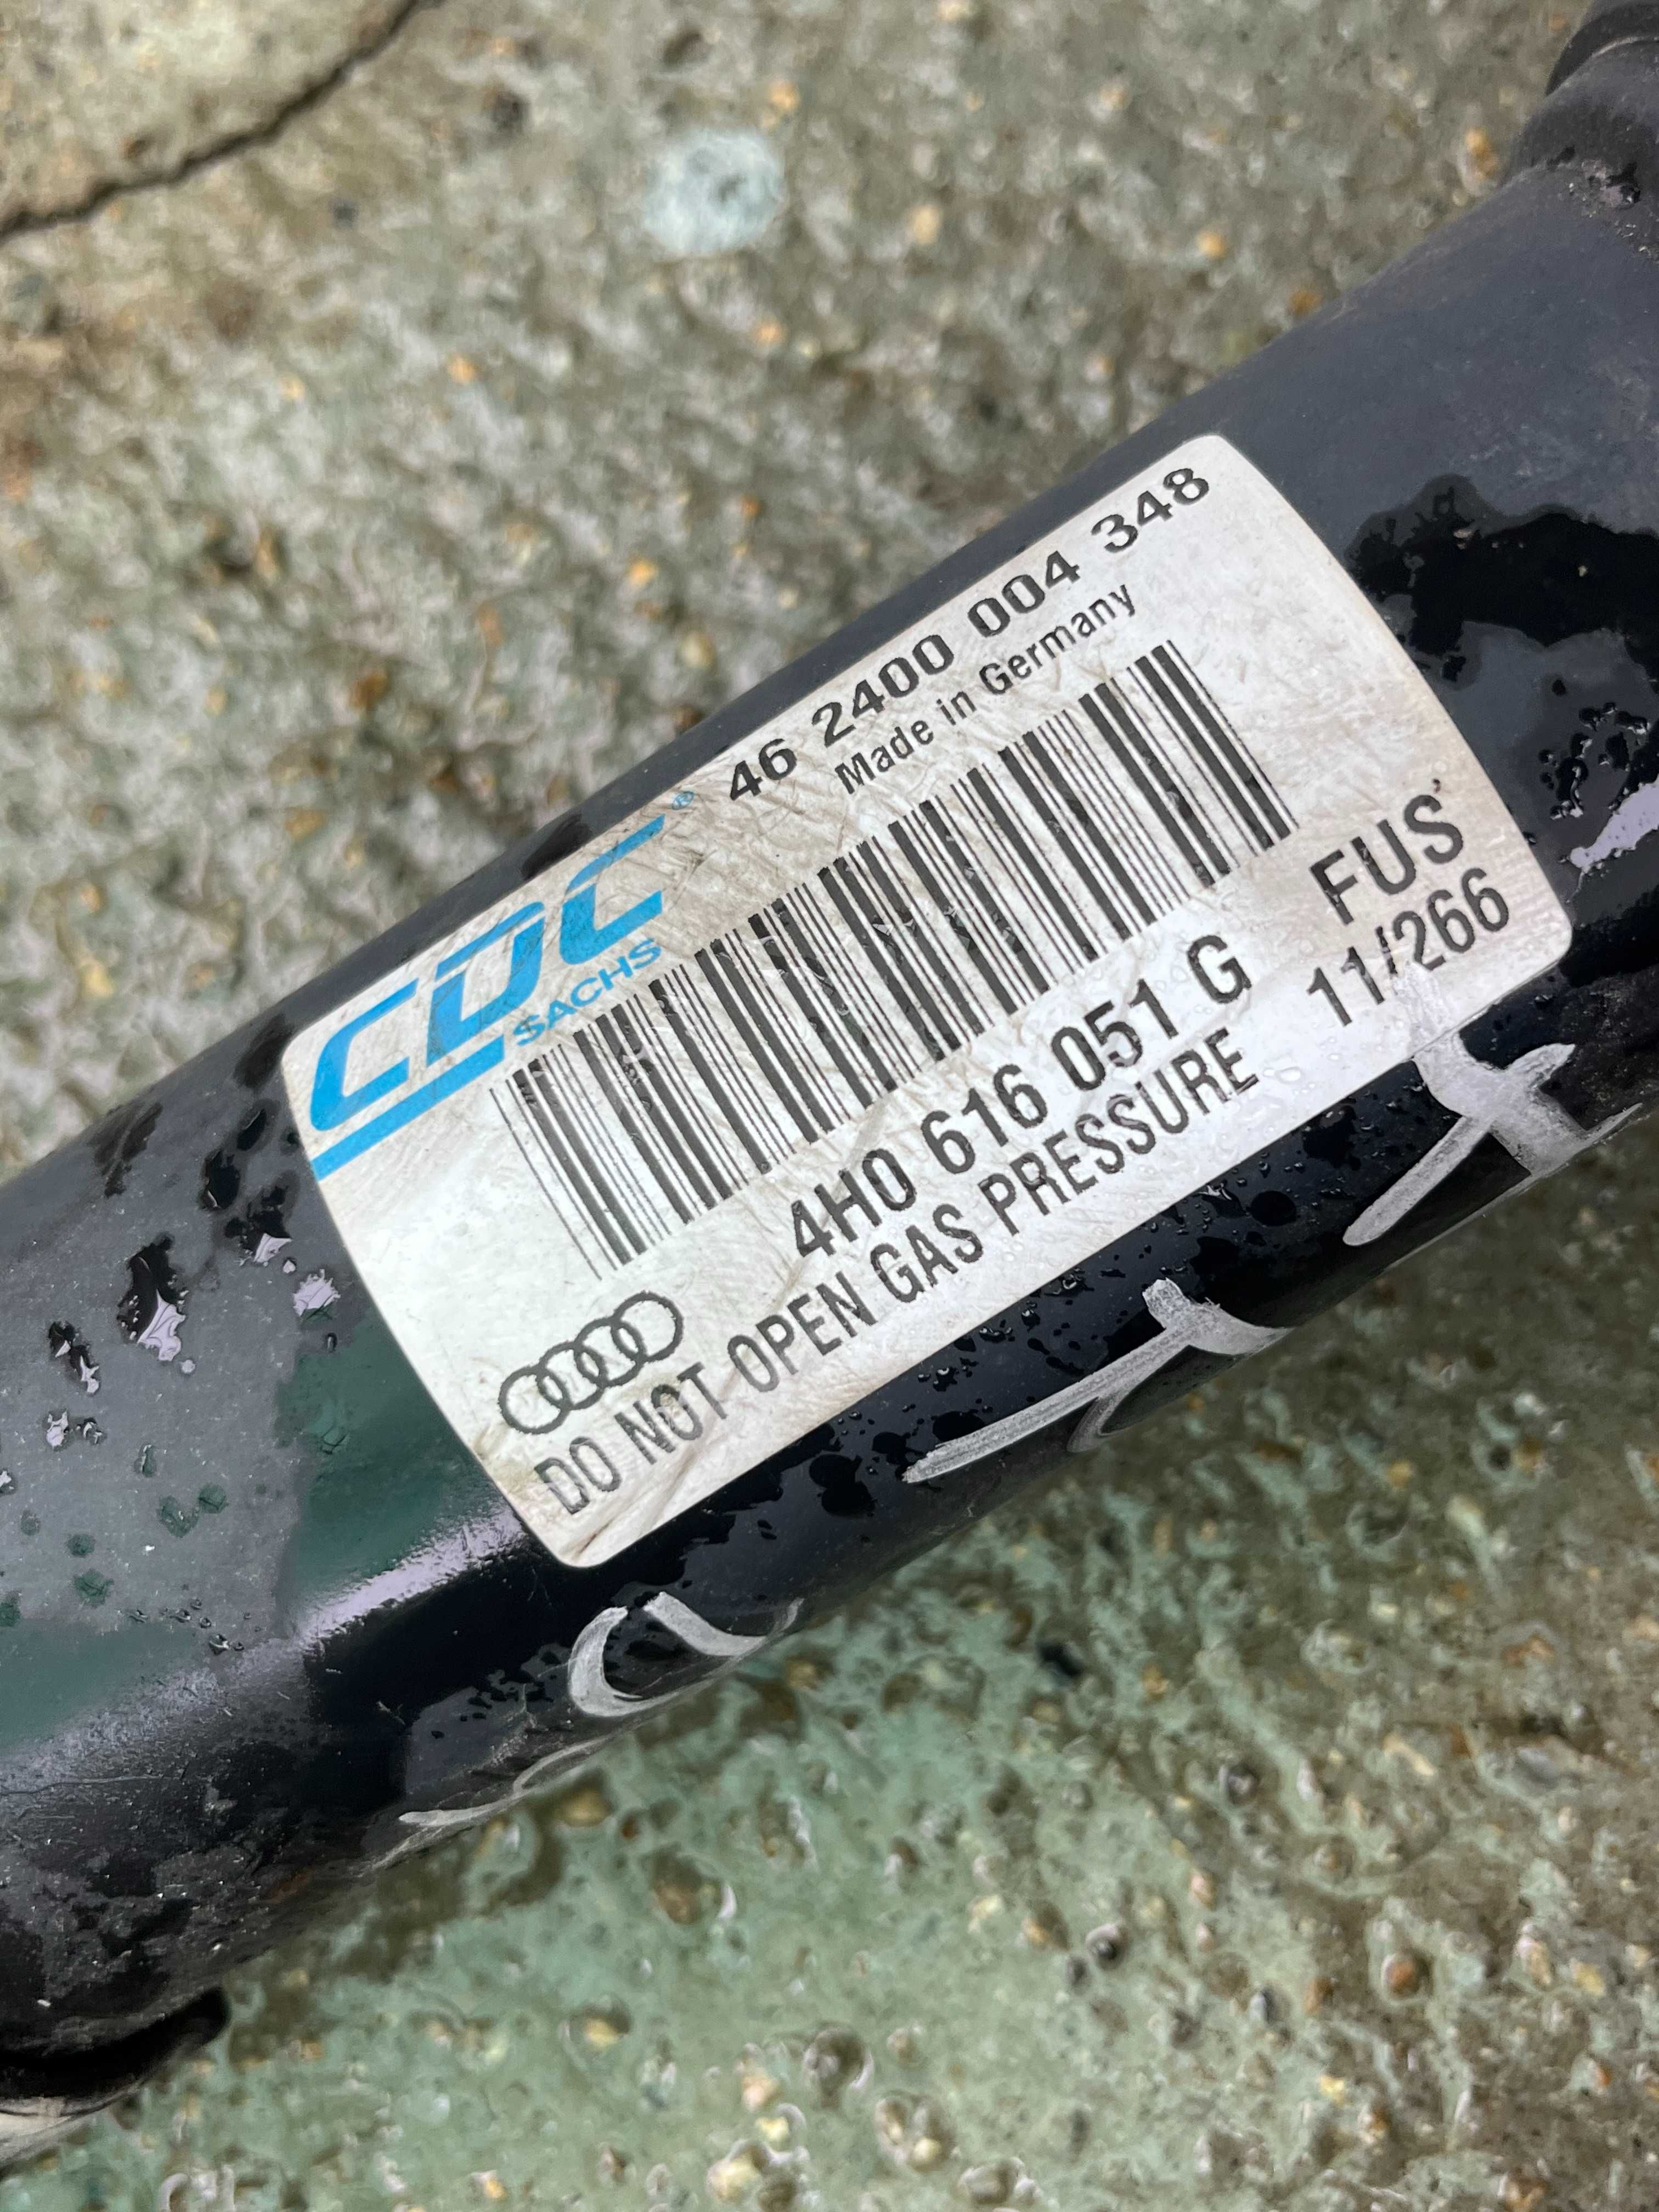 CDC®
SACHS
46 2400 004 348
Made in Germany
4H0 616 051 G
FUS
DO NOT OPEN GAS PRESSURE
11/266